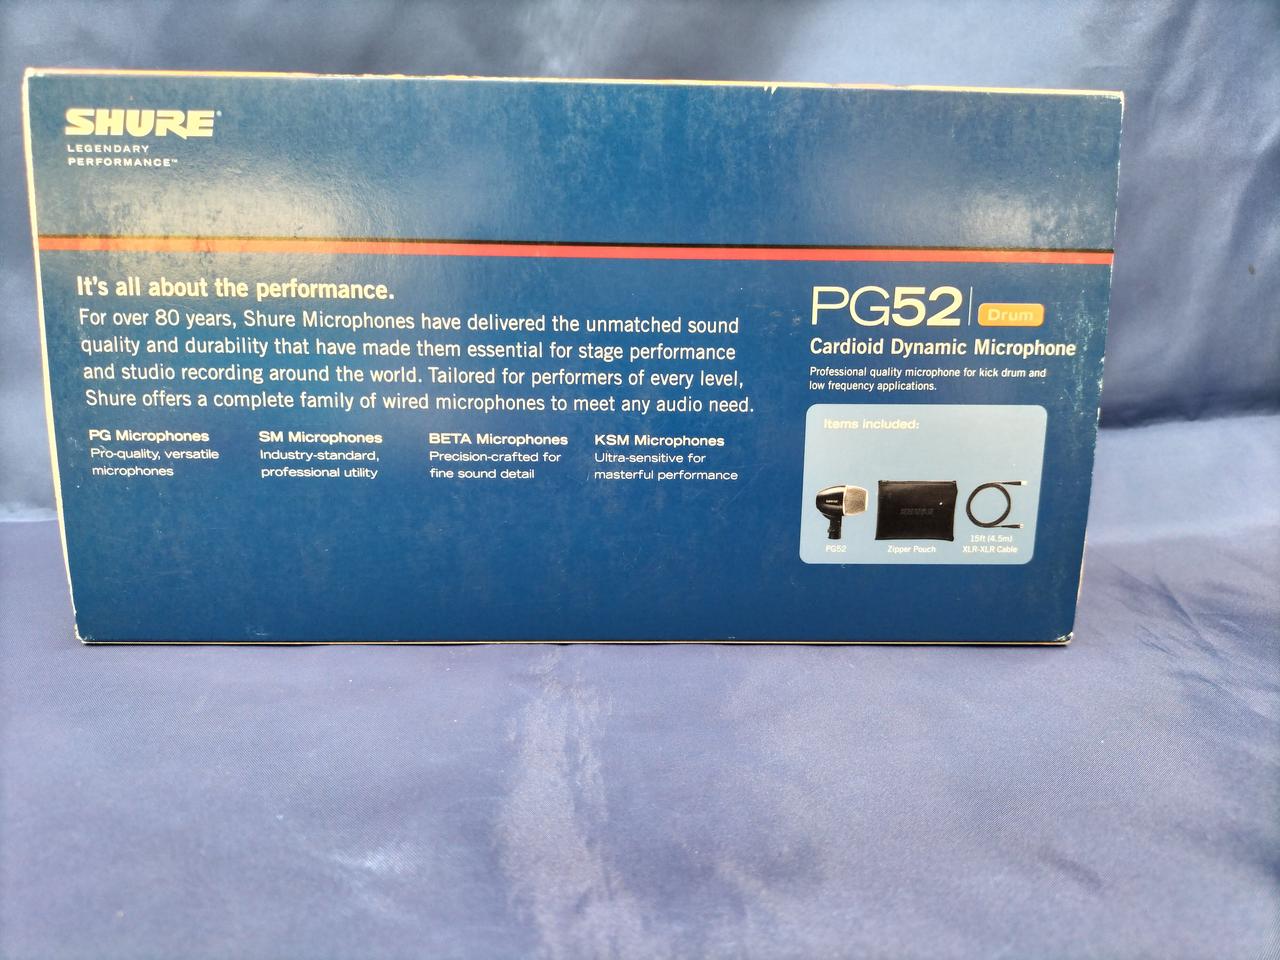 SHURE®
LEGENDARY
PERFORMANCE™
It's all about the performance.
For over 80 years, Shure Microphones have delivered the unmatched sound
quality and durability that have made them essential for stage performance
and studio recording around the world. Tailored for performers of every level,
Shure offers a complete family of wired microphones to meet any audio need.
PG Microphones
Pro-quality, versatile
microphones
SM Microphones
Industry-standard,
professional utility
BETA Microphones
Precision-crafted for
fine sound detail
KSM Microphones
Ultra-sensitive for
masterful performance
PG52 Drum
Cardioid Dynamic Microphone
Professional quality microphone for kick drum and
low frequency applications.
Items included:
SHURE
PG52
Zipper Pouch
15ft (4.5m)
XLR-XLR Cable